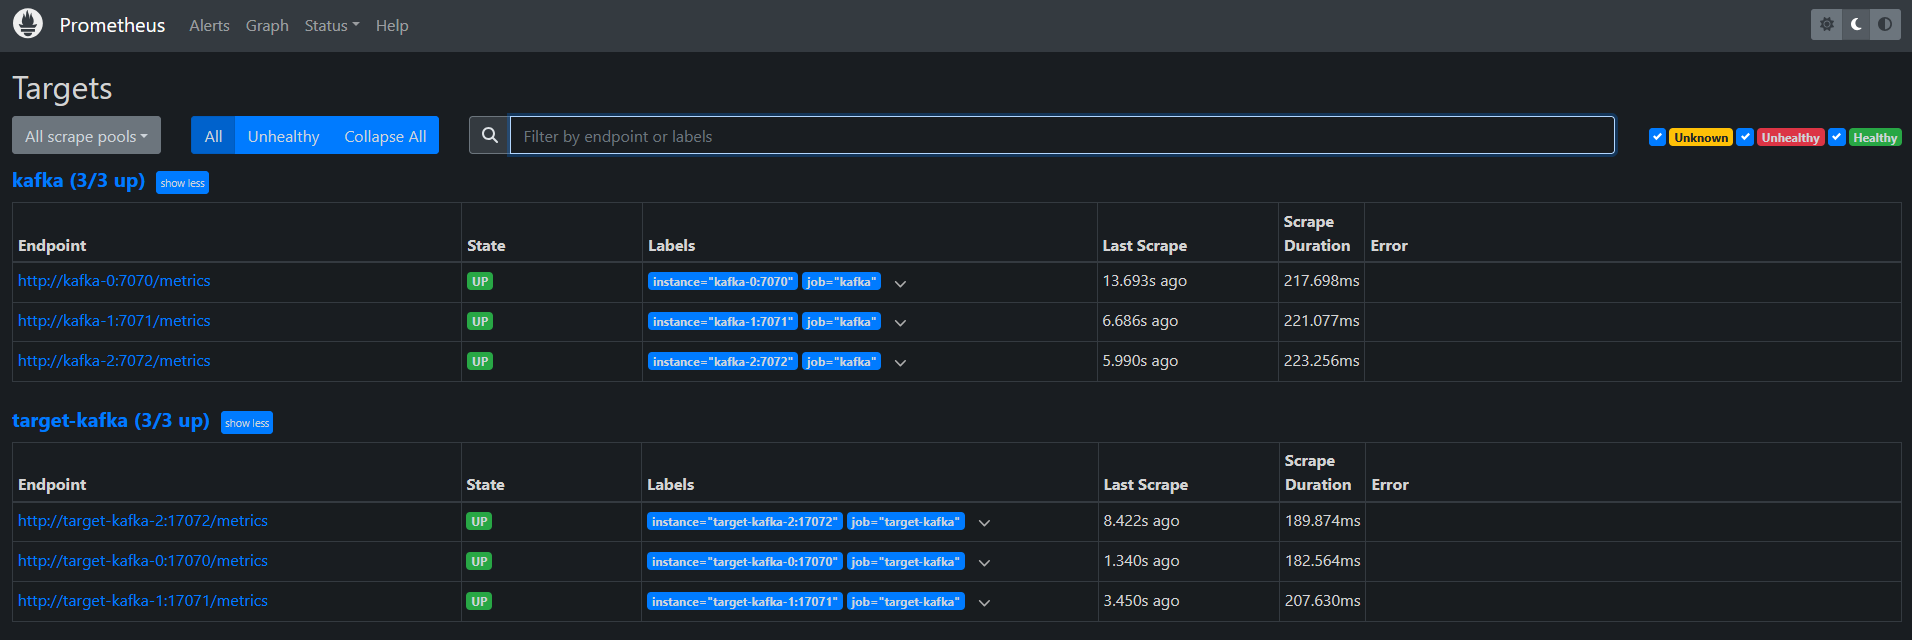 Prometheus Alerts Graph Status Help
Targets
All scrape pools All Unhealthy Collapse All Filter by endpoint or labels Unknown Unhealthy Healthy
kafka (3/3 up) show less
Endpoint State Labels Last Scrape Scrape Duration Error
http://kafka-0:7070/metrics UP instance="kafka-0:7070" job="kafka" 13.693s ago 217.698ms
http://kafka-1:7071/metrics UP instance="kafka-1:7071" job="kafka" 6.686s ago 221.077ms
http://kafka-2:7072/metrics UP instance="kafka-2:7072" job="kafka" 5.990s ago 223.256ms
target-kafka (3/3 up) show less
Endpoint State Labels Last Scrape Scrape Duration Error
http://target-kafka-2:17072/metrics UP instance="target-kafka-2:17072" job="target-kafka" 8.422s ago 189.874ms
http://target-kafka-0:17070/metrics UP instance="target-kafka-0:17070" job="target-kafka" 1.340s ago 182.564ms
http://target-kafka-1:17071/metrics UP instance="target-kafka-1:17071" job="target-kafka" 3.450s ago 207.630ms